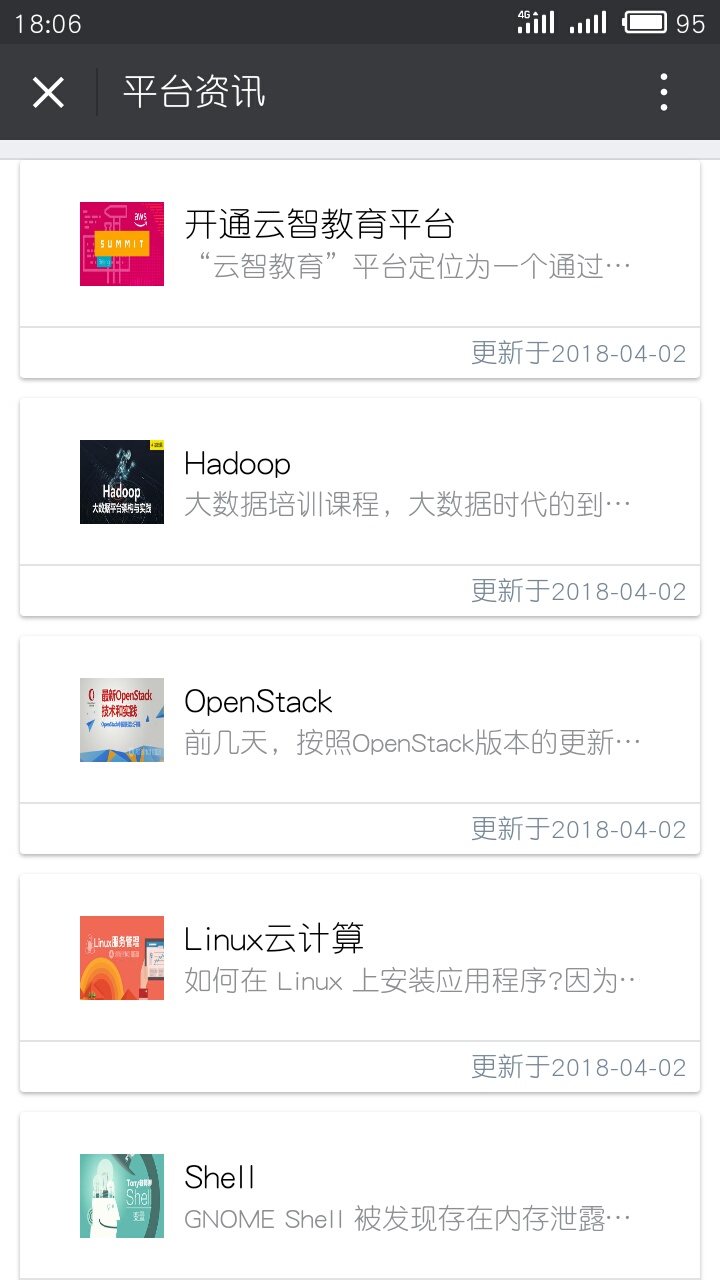 18:06
4G
95
平台资讯
aws
SUMMIT
开通云智教育平台
“云智教育”平台定位为一个通过…
更新于2018-04-02
Hadoop
大数据平台架构与实践
Hadoop
大数据培训课程，大数据时代的到…
更新于2018-04-02
最新OpenStack
技术和实践
OpenStack
前几天，按照OpenStack版本的更新…
更新于2018-04-02
Linux服务管理
Linux云计算
如何在 Linux 上安装应用程序?因为··
更新于2018-04-02
Shell
变量
Shell
GNOME Shell 被发现存在内存泄露…